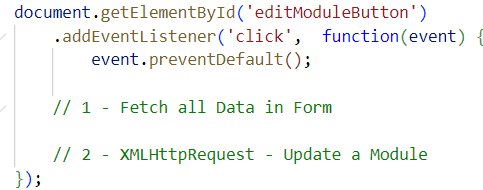 document.getElementById('editModuleButton')
.addEventListener('click',  function(event) {
event.preventDefault();
// 1 - Fetch all Data in Form
// 2 - XMLHttpRequest - Update a Module
});